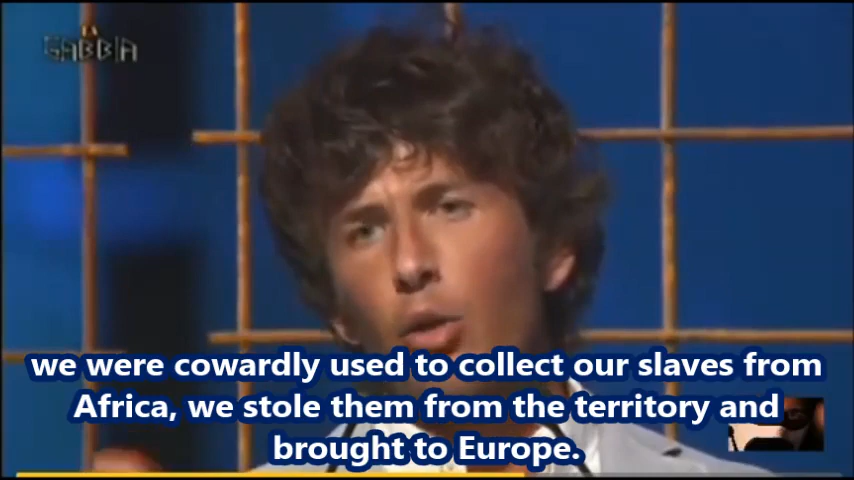 LA
GABBIA
we were cowardly used to collect our slaves from
Africa, we stole them from the territory and
brought to Europe.